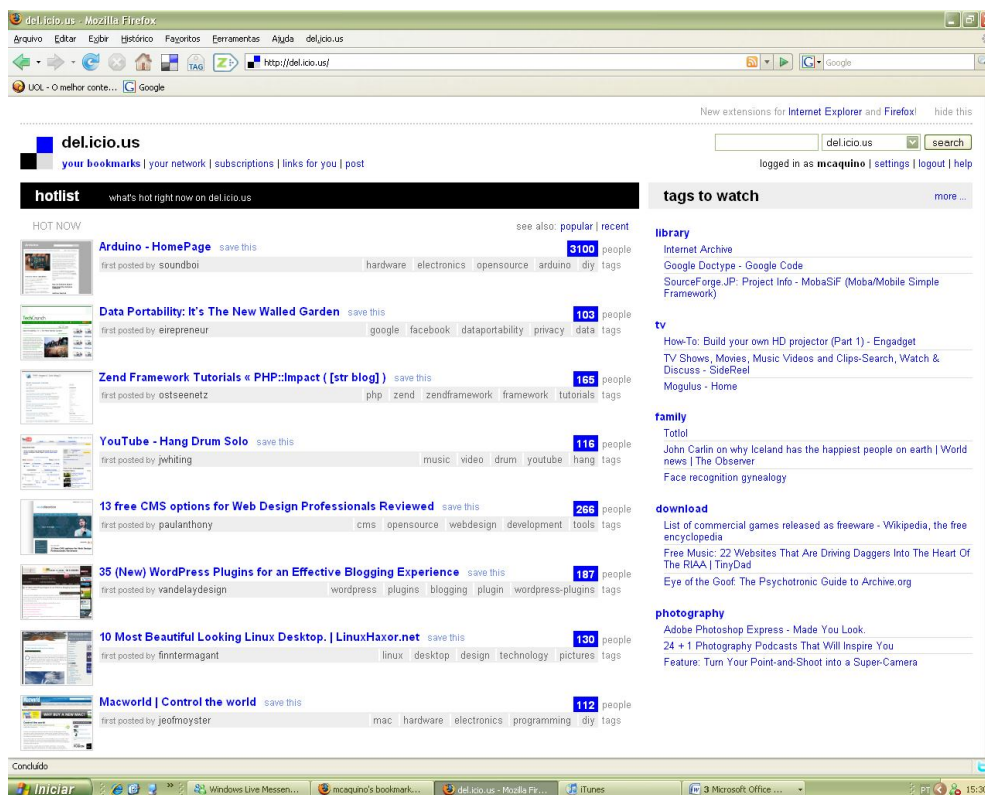 del.icio.us - Mozilla Firefox
Arquivo Editar Exibir Histórico Favoritos Ferramentas Ajuda del.icio.us
TAG http://del.icio.us/ Google
UOL - O melhor conte... Google
New extensions for Internet Explorer and Firefox! hide this
del.icio.us
del.icio.us search
your bookmarks | your network | subscriptions | links for you | post
logged in as mcaquino | settings | logout | help
hotlist what's hot right now on del.icio.us
HOT NOW
see also: popular | recent
Arduino - HomePage save this 3100 people
first posted by soundboi hardware electronics opensource arduino diy tags
Data Portability: It's The New Walled Garden save this 103 people
first posted by eirepreneur google facebook dataportability privacy data tags
Zend Framework Tutorials « PHP::Impact ( [str blog] ) save this 165 people
first posted by ostseenetz php zend zendframework framework tutorials tags
YouTube - Hang Drum Solo save this 116 people
first posted by jwhiting music video drum youtube hang tags
13 free CMS options for Web Design Professionals Reviewed save this 266 people
first posted by paulanthony cms opensource webdesign development tools tags
35 (New) WordPress Plugins for an Effective Blogging Experience save this 187 people
first posted by vandelaydesign wordpress plugins blogging plugin wordpress-plugins tags
10 Most Beautiful Looking Linux Desktop. | LinuxHaxor.net save this 130 people
first posted by finntermagant linux desktop design technology pictures tags
Macworld | Control the world save this 112 people
first posted by jeofmoyster mac hardware electronics programming diy tags
tags to watch more ...
library
Internet Archive
Google Doctype - Google Code
SourceForge.JP: Project Info - MobaSiF (Moba/Mobile Simple
Framework)
tv
How-To: Build your own HD projector (Part 1) - Engadget
TV Shows, Movies, Music Videos and Clips-Search, Watch &
Discuss - SideReel
Mogulus - Home
family
Totlol
John Carlin on why Iceland has the happiest people on earth | World
news | The Observer
Face recognition gynealogy
download
List of commercial games released as freeware - Wikipedia, the free
encyclopedia
Free Music: 22 Websites That Are Driving Daggers Into The Heart Of
The RIAA | TinyDad
Eye of the Goof: The Psychotronic Guide to Archive.org
photography
Adobe Photoshop Express - Made You Look.
24 + 1 Photography Podcasts That Will Inspire You
Feature: Turn Your Point-and-Shoot into a Super-Camera
Concluído
Iniciar Windows Live Messen... mcaquino's bookmark... del.icio.us - Mozilla Fir... iTunes 3 Microsoft Office ... PT 15:30